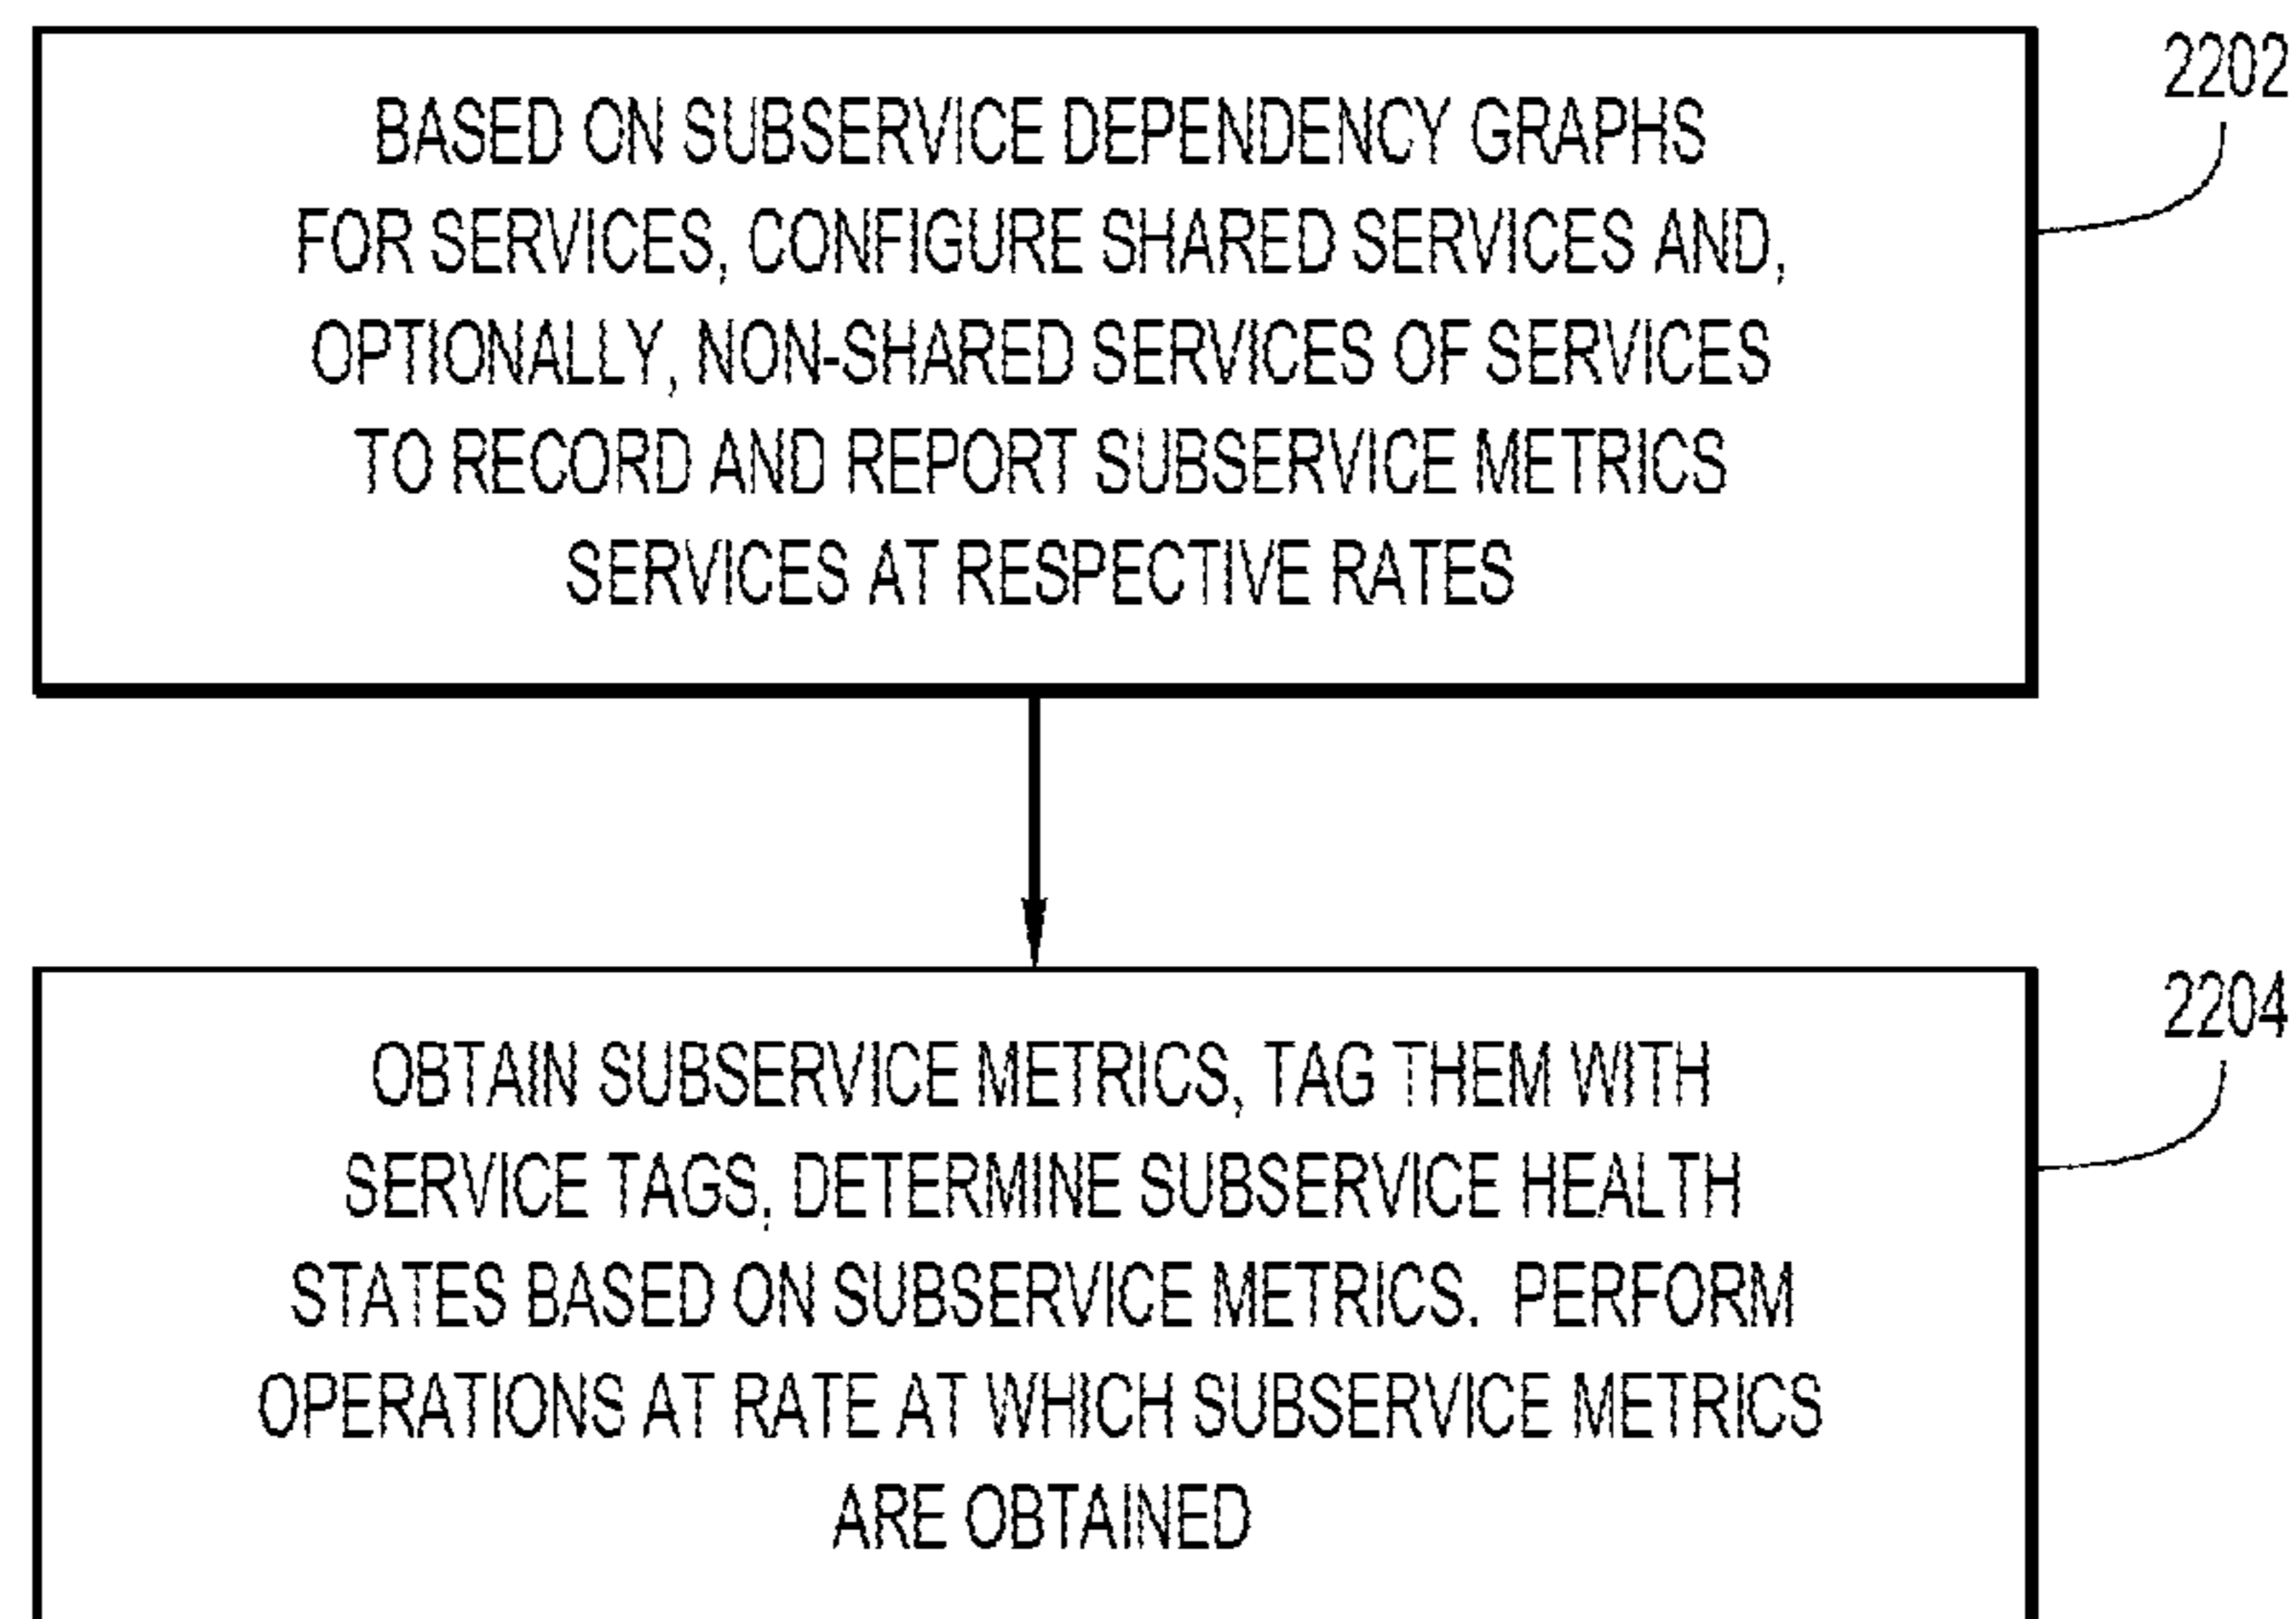 2202
BASED ON SUBSERVICE DEPENDENCY GRAPHS
FOR SERVICES, CONFIGURE SHARED SERVICES AND,
OPTIONALLY, NON-SHARED SERVICES OF SERVICES
TO RECORD AND REPORT SUBSERVICE METRICS
SERVICES AT RESPECTIVE RATES
2204
OBTAIN SUBSERVICE METRICS, TAG THEM WITH
SERVICE TAGS, DETERMINE SUBSERVICE HEALTH
STATES BASED ON SUBSERVICE METRICS. PERFORM
OPERATIONS AT RATE AT WHICH SUBSERVICE METRICS
ARE OBTAINED